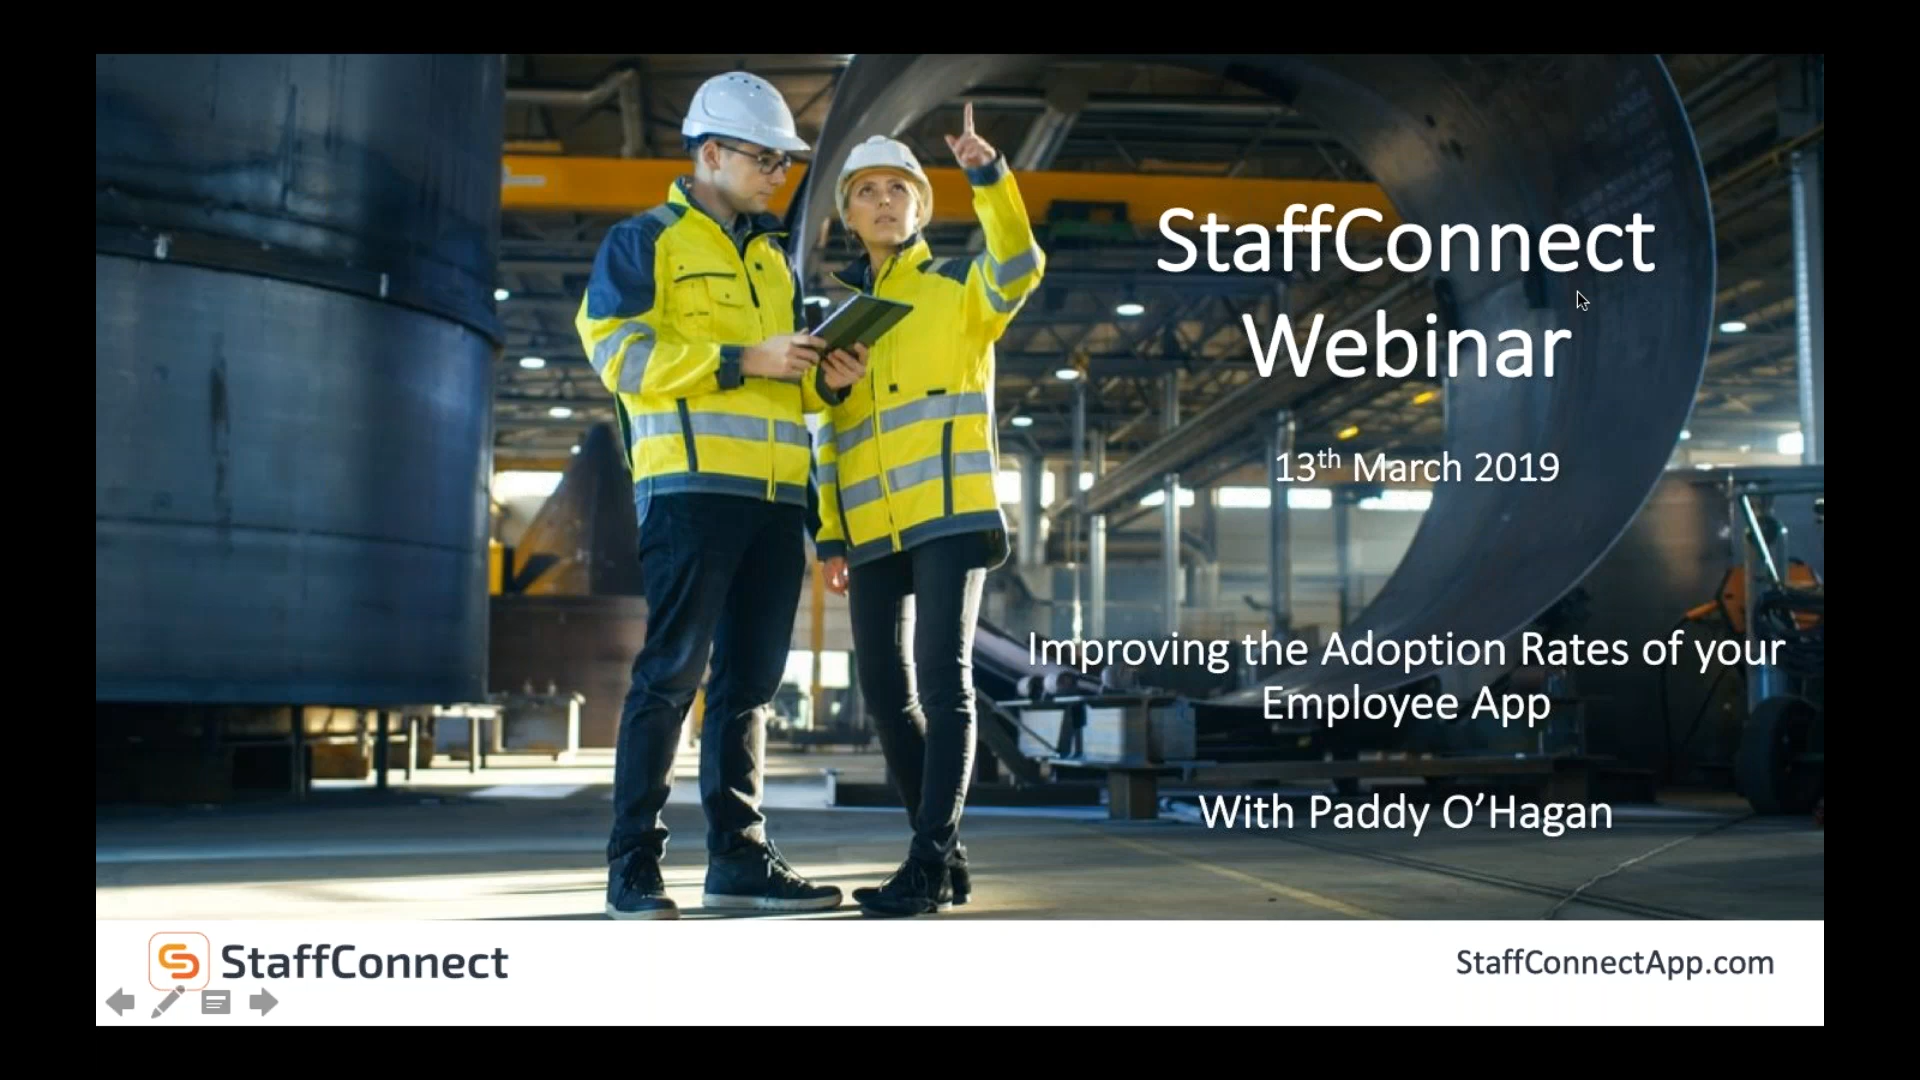 StaffConnect
Webinar
13th March 2019
Improving the Adoption Rates of your
Employee App
With Paddy O’Hagan
StaffConnect
StaffConnectApp.com